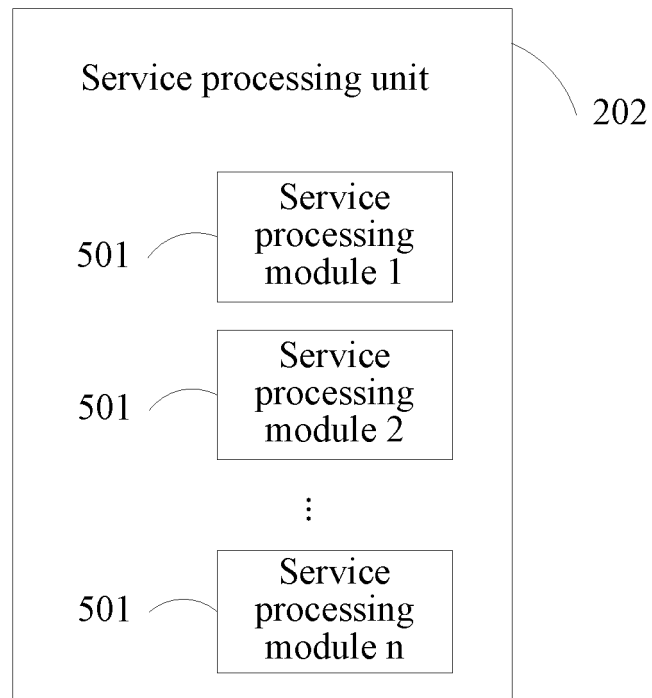 Service processing unit
202
Service
processing
module 1
501
Service
processing
module 2
501
⋮
Service
processing
module n
501